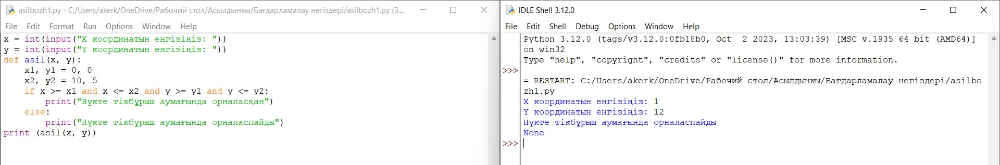 asilbozh1.py - C:/Users/akerk/OneDrive/Рабочий стол/Асылдынкы/Бағдарламалау негіздері/asilbozh1.py (3....
File Edit Format Run Options Window Help
x = int(input("X координатын енгізіңіз: "))
y = int(input("Y координатын енгізіңіз: "))
def asil(x, y):
    x1, y1 = 0, 0
    x2, y2 = 10, 5
    if x >= x1 and x <= x2 and y >= y1 and y <= y2:
        print("Нүкте тікбұрыш аумағында орналасқан")
    else:
        print("Нүкте тікбұрыш аумағында орналаспайды")
print (asil(x, y))
IDLE Shell 3.12.0
File Edit Shell Debug Options Window Help
Python 3.12.0 (tags/v3.12.0:0fb18b0, Oct  2 2023, 13:03:39) [MSC v.1935 64 bit (AMD64)]
on win32
Type "help", "copyright", "credits" or "license()" for more information.
>>>
= RESTART: C:/Users/akerk/OneDrive/Рабочий стол/Асылдынкы/Бағдарламалау негіздері/asilbo
zh1.py
X координатын енгізіңіз: 1
Y координатын енгізіңіз: 12
Нүкте тікбұрыш аумағында орналаспайды
None
>>>